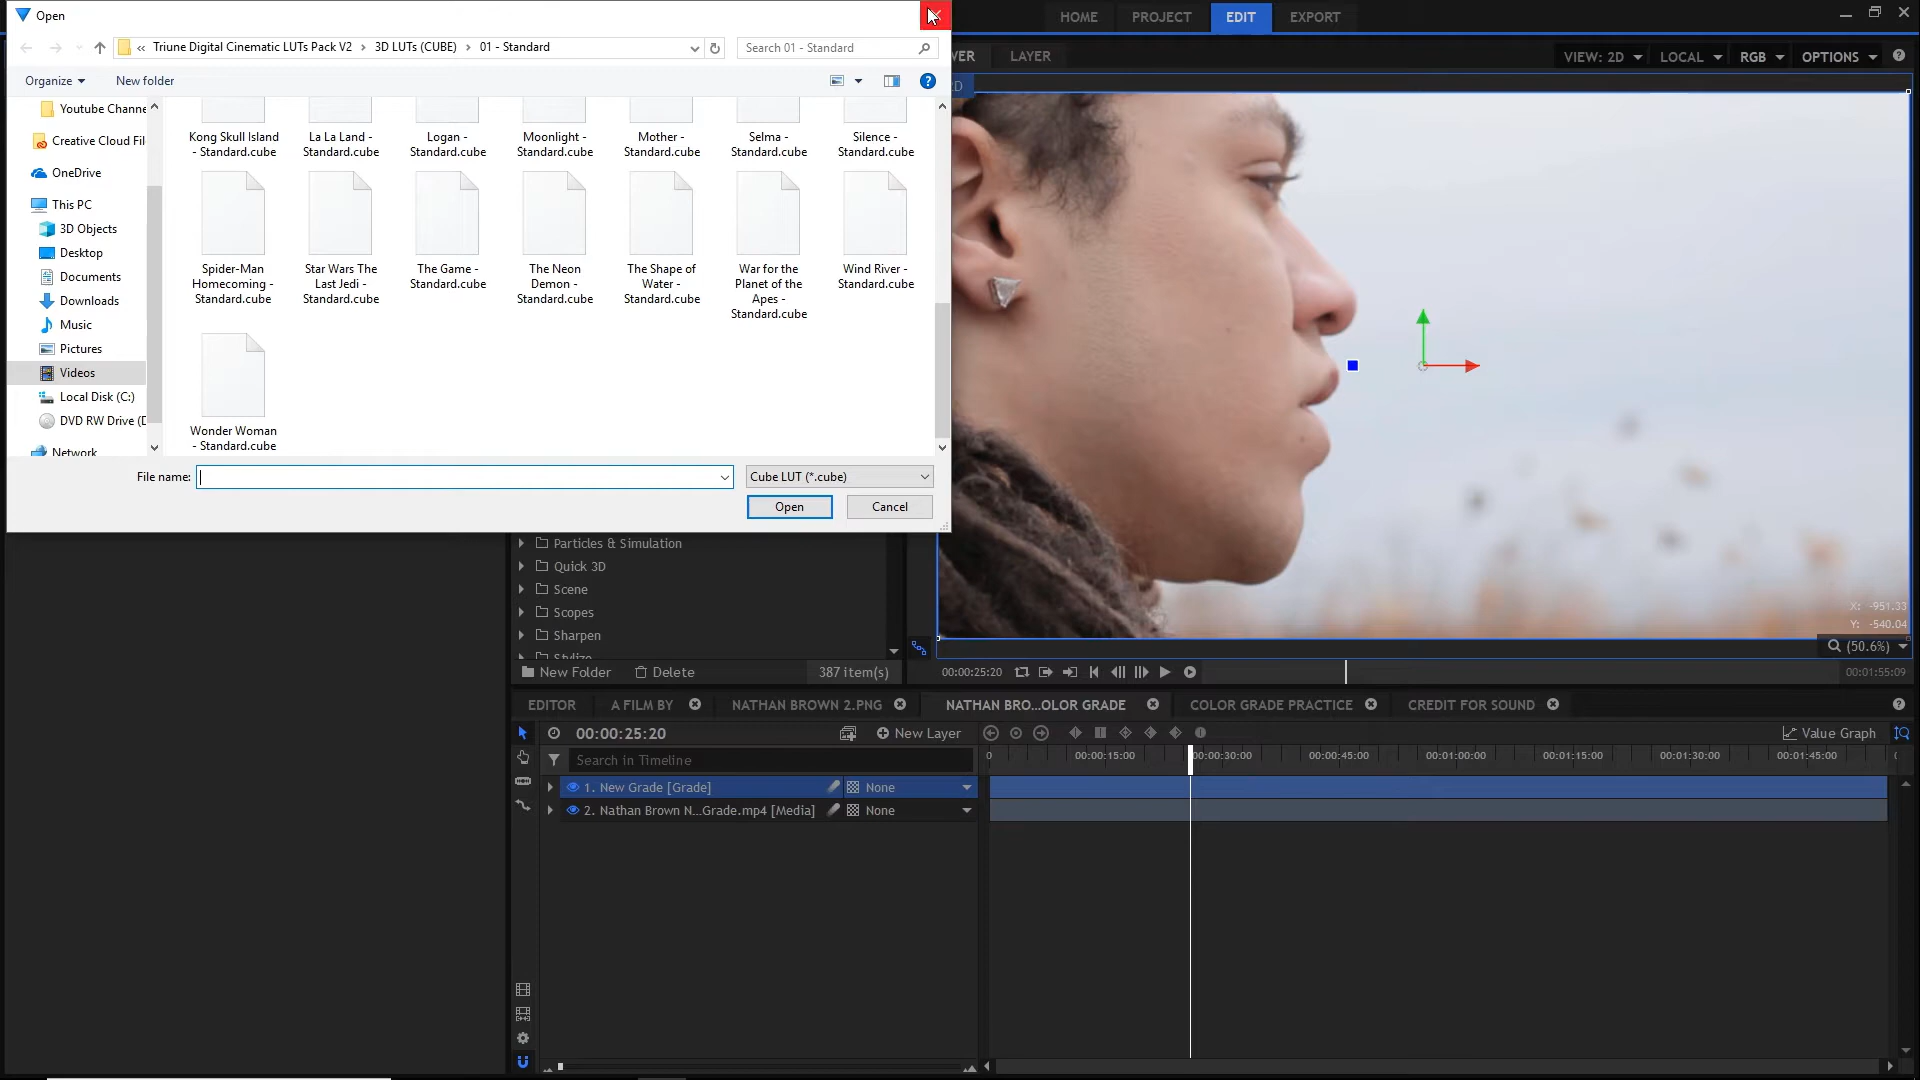 Open
HOME
PROJECT
EDIT
EXPORT
« Triune Digital Cinematic LUTs Pack V2 › 3D LUTs (CUBE) › 01 - Standard
Search 01 - Standard
LAYER
VIEW: 2D
LOCAL
RGB
OPTIONS
Organize
New folder
Youtube Channe
Creative Cloud Fil
OneDrive
This PC
3D Objects
Desktop
Documents
Downloads
Music
Pictures
Videos
Local Disk (C:)
DVD RW Drive (D
Network
Kong Skull Island
- Standard.cube
La La Land -
Standard.cube
Logan -
Standard.cube
Moonlight -
Standard.cube
Mother -
Standard.cube
Selma -
Standard.cube
Silence -
Standard.cube
Spider-Man
Homecoming -
Standard.cube
Star Wars The
Last Jedi -
Standard.cube
The Game -
Standard.cube
The Neon
Demon -
Standard.cube
The Shape of
Water -
Standard.cube
War for the
Planet of the
Apes -
Standard.cube
Wind River -
Standard.cube
Wonder Woman
- Standard.cube
File name:
Cube LUT (*.cube)
Open
Cancel
Particles & Simulation
Quick 3D
Scene
Scopes
Sharpen
Stylize
New Folder
Delete
387 item(s)
X: -951.33
Y: -540.04
(50.6%)
00:00:25:20
00:01:55:09
EDITOR
A FILM BY
NATHAN BROWN 2.PNG
NATHAN BRO...OLOR GRADE
COLOR GRADE PRACTICE
CREDIT FOR SOUND
00:00:25:20
New Layer
Value Graph
Search in Timeline
0
00:00:15:00
00:00:30:00
00:00:45:00
00:01:00:00
00:01:15:00
00:01:30:00
00:01:45:00
1. New Grade [Grade]
None
2. Nathan Brown N...Grade.mp4 [Media]
None